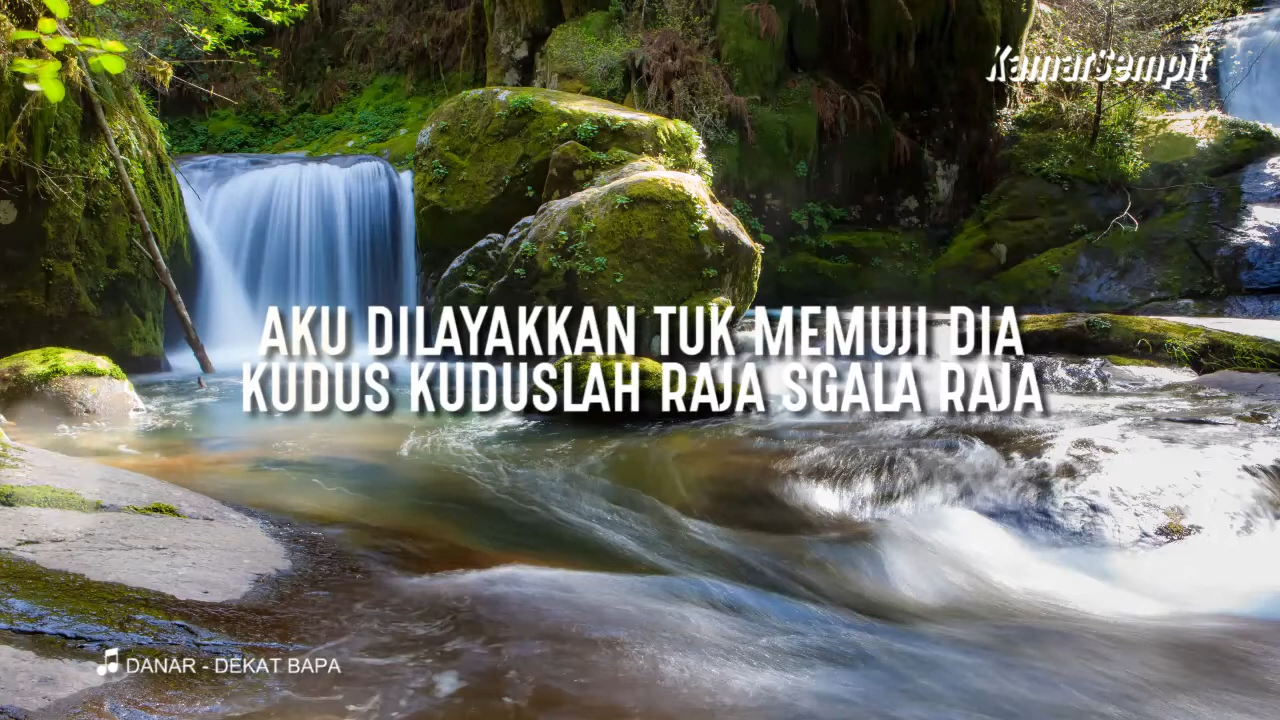 KamarSempit
AKU DILAYAKKAN TUK MEMUJI DIA
KUDUS KUDUSLAH RAJA SGALA RAJA
DANAR - DEKAT BAPA